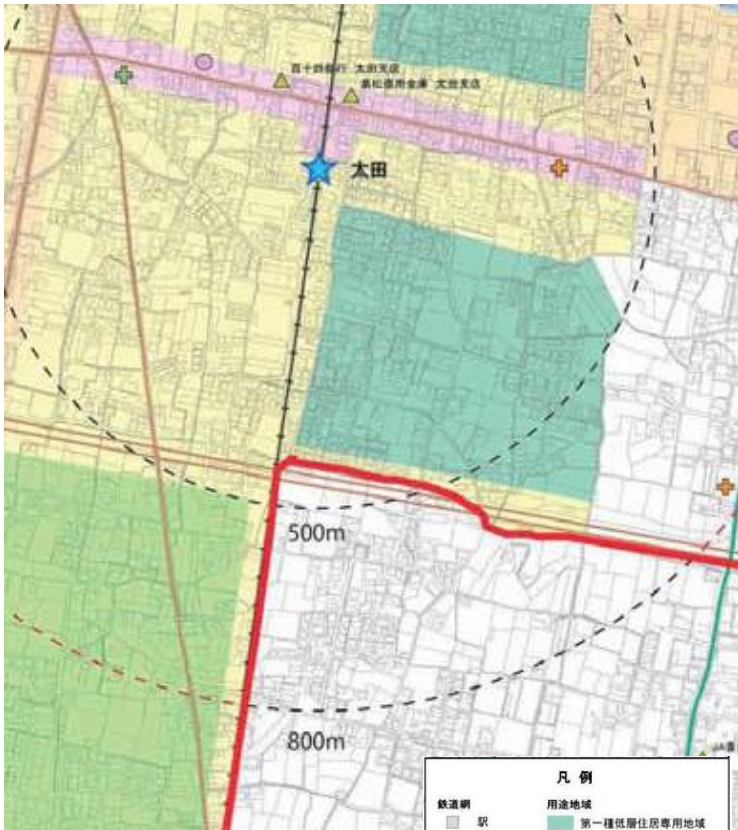 百十四銀行 太田支店
高松信用金庫 太田支店
太田
500m
800m
凡 例
鉄道網
用途地域
駅
第一種低層住居専用地域